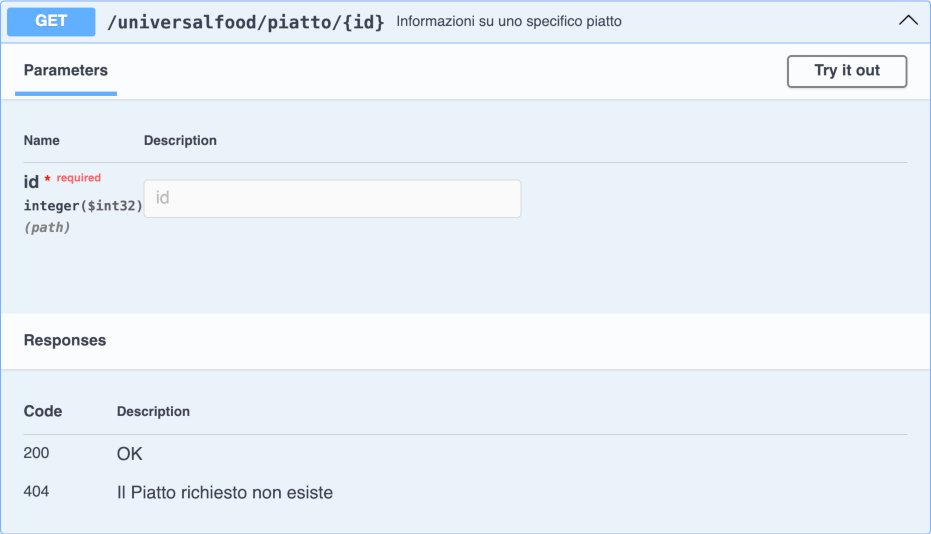 GET /universalfood/piatto/{id} Informazioni su uno specifico piatto
Parameters Try it out
Name Description
id * required
integer($int32) id
(path)
Responses
Code Description
200 OK
404 Il Piatto richiesto non esiste